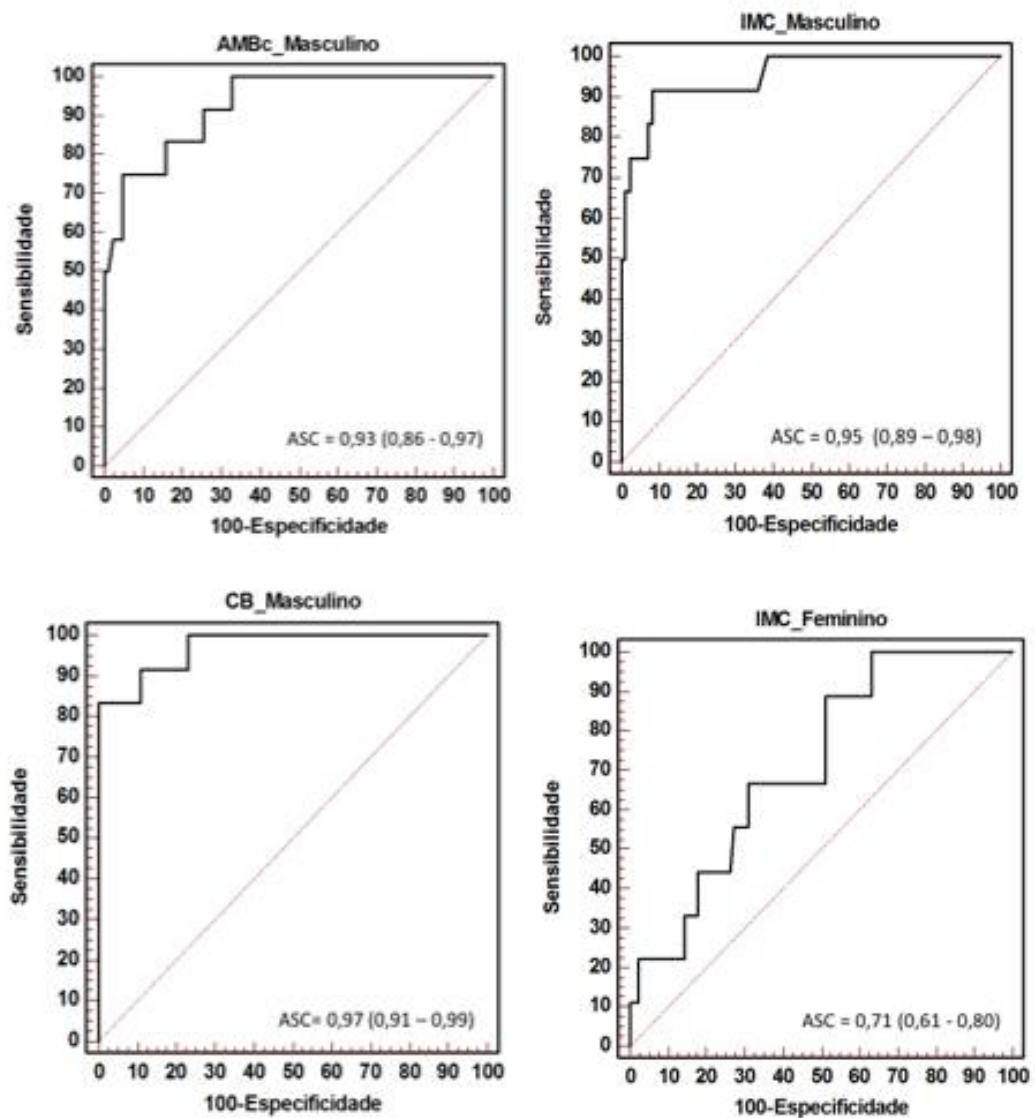 AMBc_Masculino
100
90
80
70
60
50
40
30
20
10
0
Sensibilidade
ASC = 0,93 (0,86 - 0,97)
0 10 20 30 40 50 60 70 80 90 100
100-Especificidade
IMC_Masculino
100
90
80
70
60
50
40
30
20
10
0
Sensibilidade
ASC = 0,95 (0,89 – 0,98)
0 10 20 30 40 50 60 70 80 90 100
100-Especificidade
CB_Masculino
100
90
80
70
60
50
40
30
20
10
0
Sensibilidade
ASC= 0,97 (0,91 – 0,99)
0 10 20 30 40 50 60 70 80 90 100
100-Especificidade
IMC_Feminino
100
90
80
70
60
50
40
30
20
10
0
Sensibilidade
ASC = 0,71 (0,61 - 0,80)
0 10 20 30 40 50 60 70 80 90 100
100-Especificidade